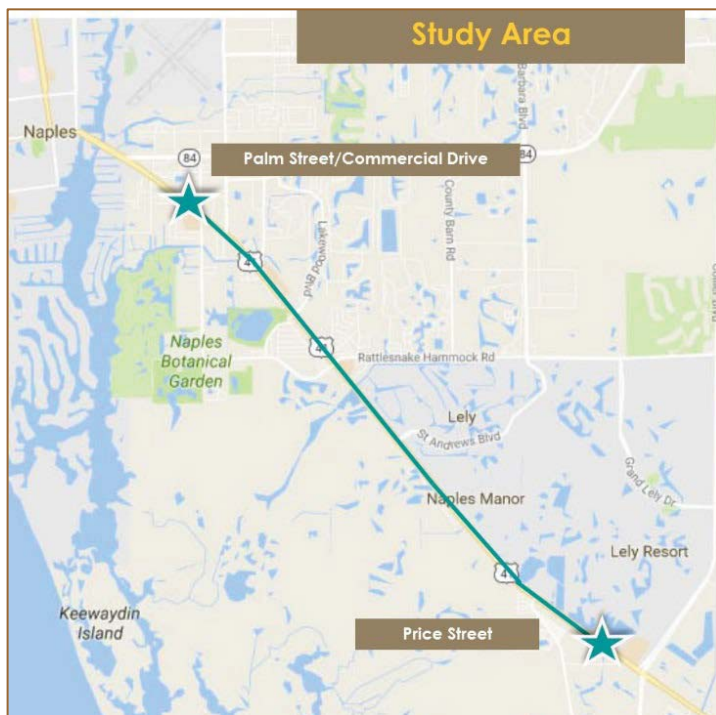 Study Area
Barbara Blvd
Naples
84
Palm Street/Commercial Drive
84
Lakewood Blvd
County Barn Rd
41
41
Naples
Botanical
Garden
Rattlesnake Hammock Rd
Lely
St Andrews Blvd
Grand Lely Dr
Naples Manor
Lely Resort
Keewaydin
Island
Price Street